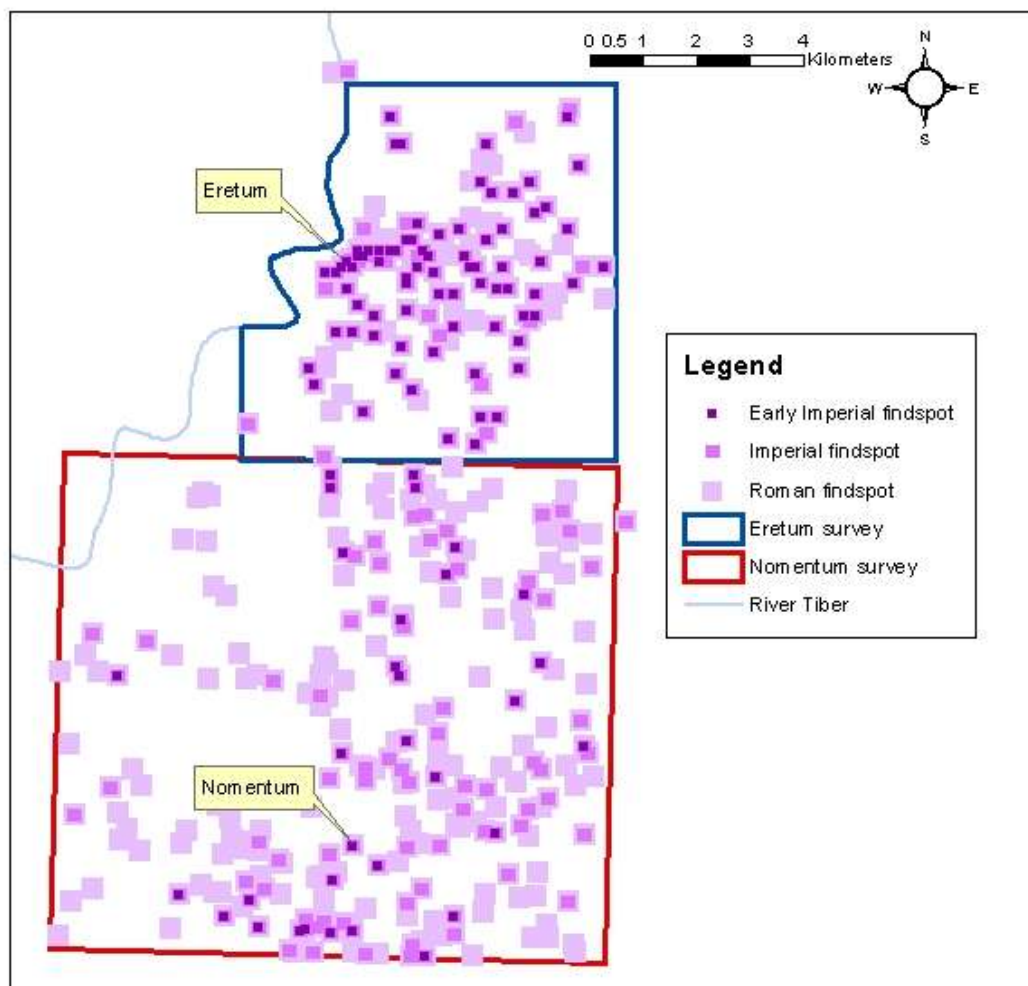 0 0.5 1 2 3 4
Kilometers
N
W E
S
Eretum
Legend
Early Imperial findspot
Imperial findspot
Roman findspot
Eretum survey
Nomentum survey
River Tiber
Nomentum